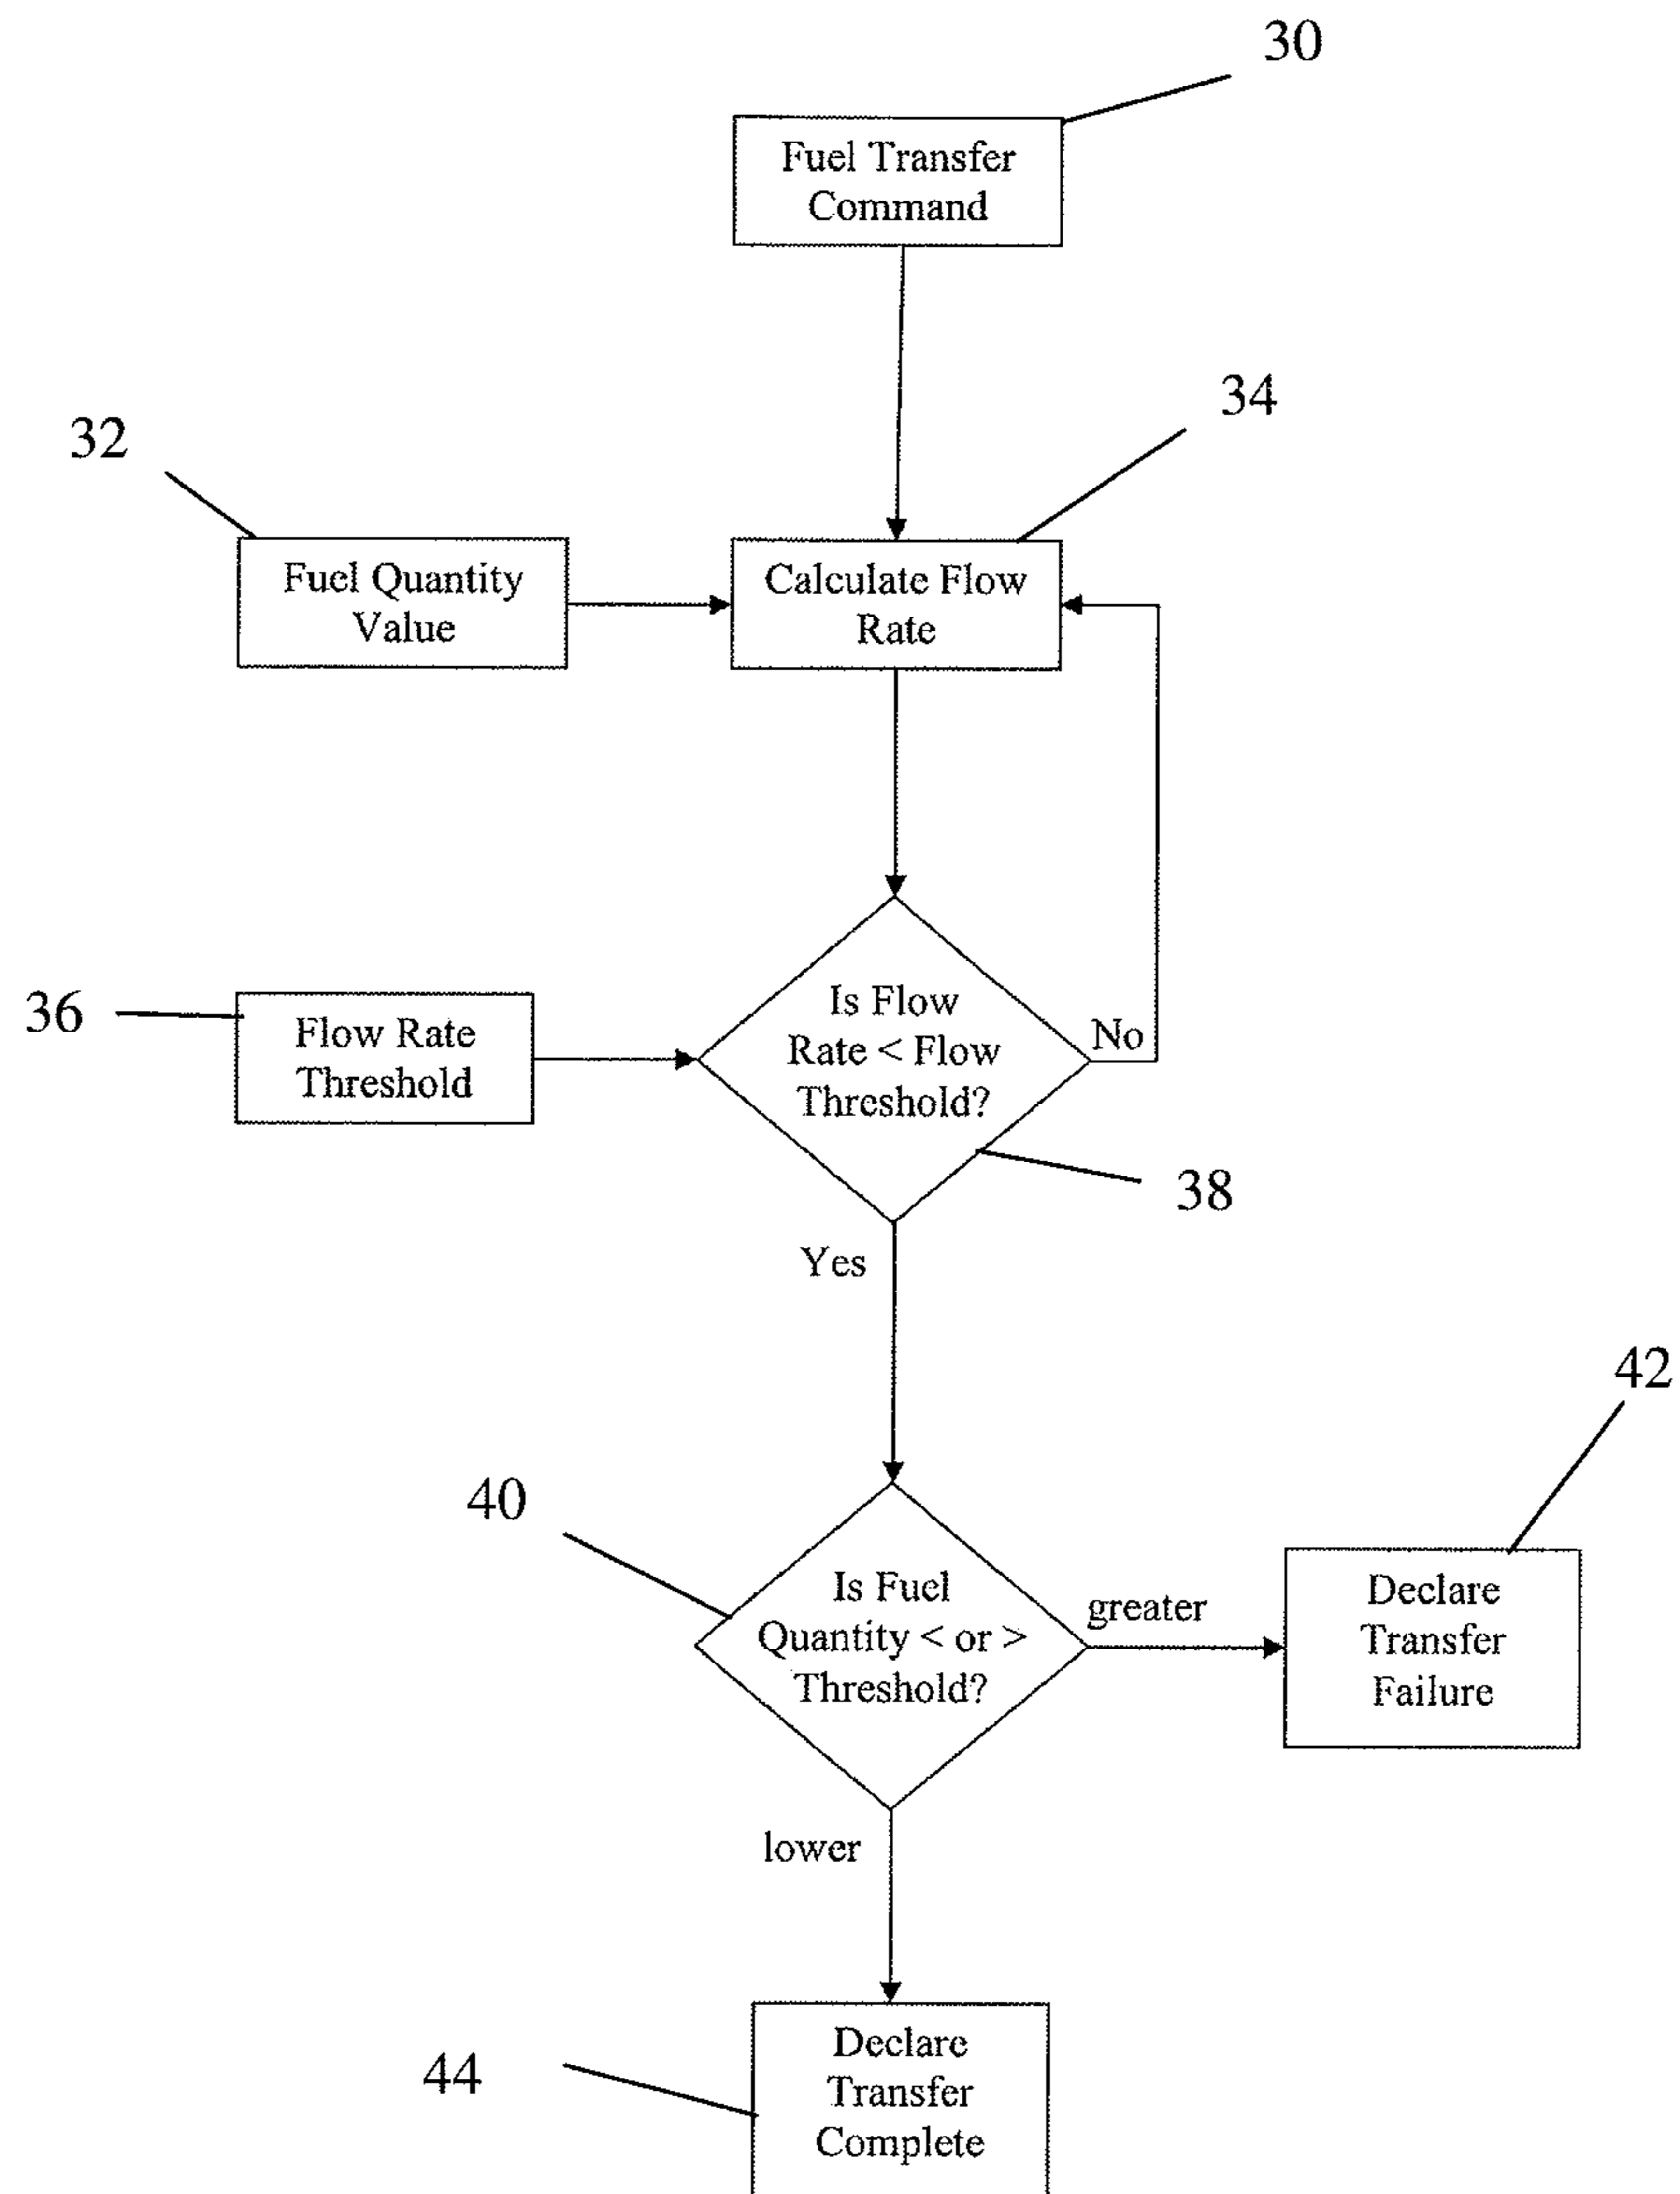 30
Fuel Transfer
Command
34
32
Fuel Quantity
Value
Calculate Flow
Rate
36
Flow Rate
Threshold
Is Flow
Rate < Flow
Threshold?
No
38
Yes
42
40
Is Fuel
Quantity < or >
Threshold?
greater
Declare
Transfer
Failure
lower
44
Declare
Transfer
Complete